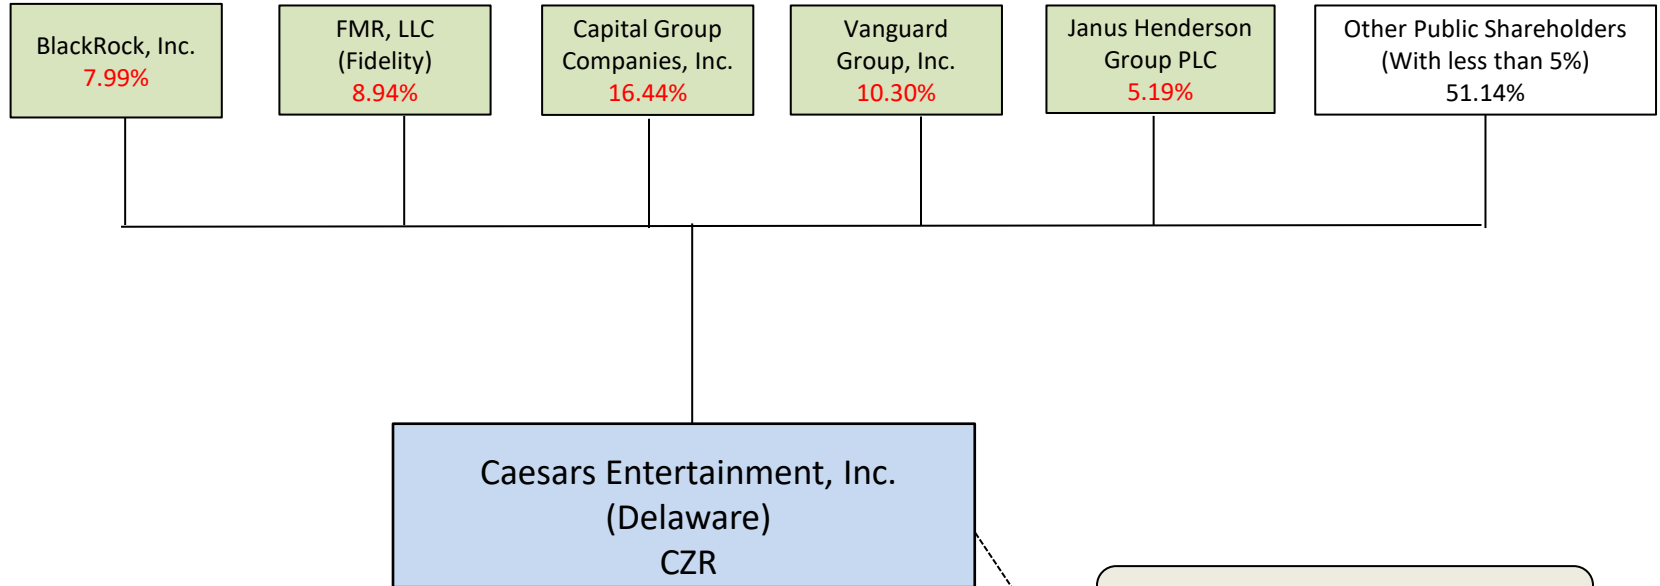 BlackRock, Inc.
7.99%
FMR, LLC
(Fidelity)
8.94%
Capital Group
Companies, Inc.
16.44%
Vanguard
Group, Inc.
10.30%
Janus Henderson
Group PLC
5.19%
Other Public Shareholders
(With less than 5%)
51.14%
Caesars Entertainment, Inc.
(Delaware)
CZR